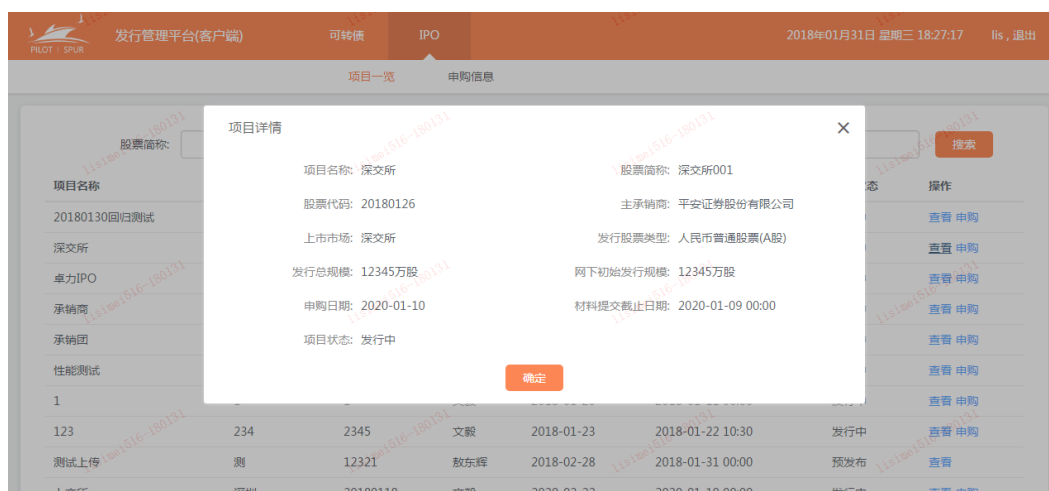 发行管理平台(客户端) 可转债 IPO 2018年01月31日 星期三 18:27:17 lis , 退出
PILOT SPUR
项目一览 申购信息
项目详情
股票简称: 搜索
项目名称: 深交所 股票简称: 深交所001
项目名称 态 操作
股票代码: 20180126 主承销商: 平安证券股份有限公司
20180130回归测试 查看 申购
上市市场: 深交所 发行股票类型: 人民币普通股票(A股)
深交所 查看 申购
发行总规模: 12345万股 网下初始发行规模: 12345万股
卓力IPO 查看 申购
申购日期: 2020-01-10 材料提交截止日期: 2020-01-09 00:00
承销商 查看 申购
项目状态: 发行中
承销团 查看 申购
确定
性能测试 查看 申购
1 查看 申购
123 234 2345 文毅 2018-01-23 2018-01-22 10:30 发行中 查看 申购
测试上传 测 12321 敖东辉 2018-02-28 2018-01-31 00:00 预发布 查看
lisimei516-180131